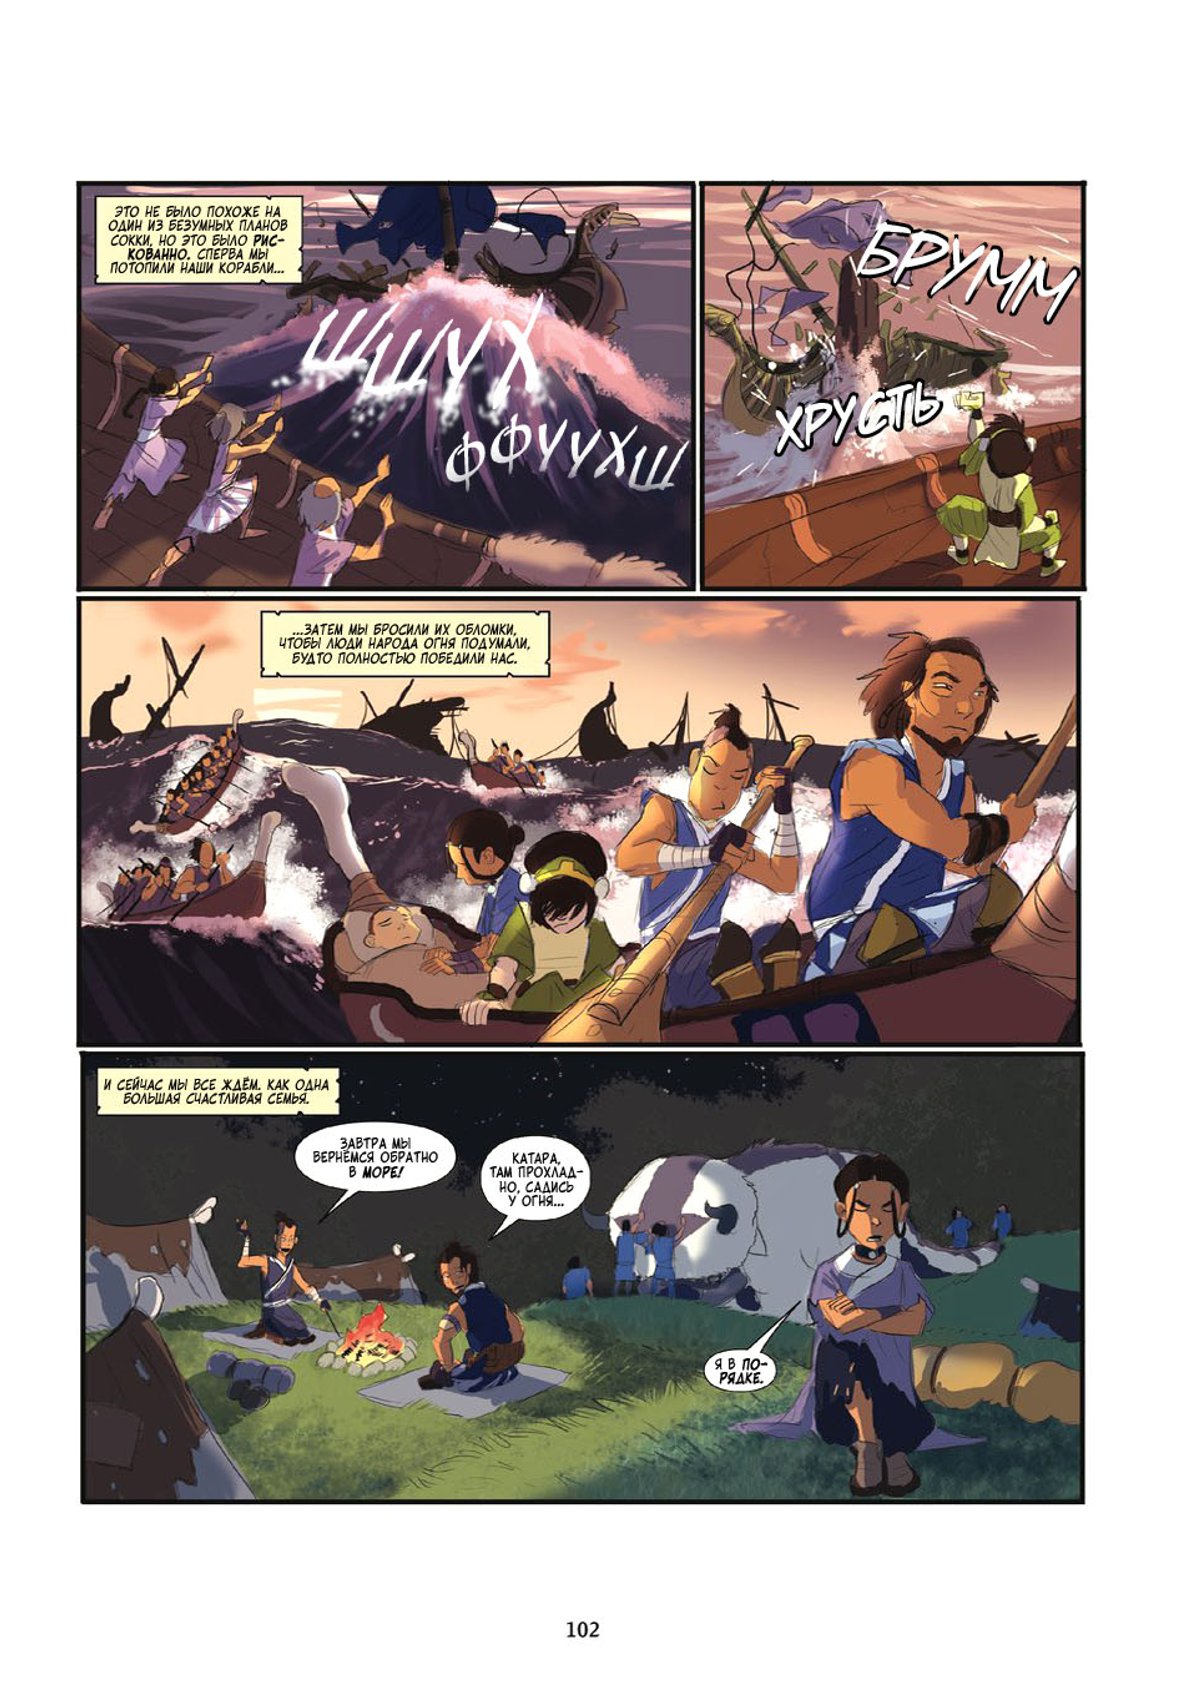 ЭТО НЕ БЫЛО ПОХОЖЕ НА
ОДИН ИЗ БЕЗУМНЫХ ПЛАНОВ
СОККИ, НО ЭТО БЫЛО РИС-
КОВАННО. СПЕРВА МЫ
ПОТОПИЛИ НАШИ КОРАБЛИ...
ШШУХ
ФФУУХШ
БРУММ
ХРУСТЬ
...ЗАТЕМ МЫ БРОСИЛИ ИХ ОБЛОМКИ,
ЧТОБЫ ЛЮДИ НАРОДА ОГНЯ ПОДУМАЛИ,
БУДТО ПОЛНОСТЬЮ ПОБЕДИЛИ НАС.
И СЕЙЧАС МЫ ВСЕ ЖДЁМ. КАК ОДНА
БОЛЬШАЯ СЧАСТЛИВАЯ СЕМЬЯ.
ЗАВТРА МЫ
ВЕРНЁМСЯ ОБРАТНО
В МОРЕ!
КАТАРА,
ТАМ ПРОХЛАД-
НО, САДИСЬ
У ОГНЯ...
Я В ПО-
РЯДКЕ.
102